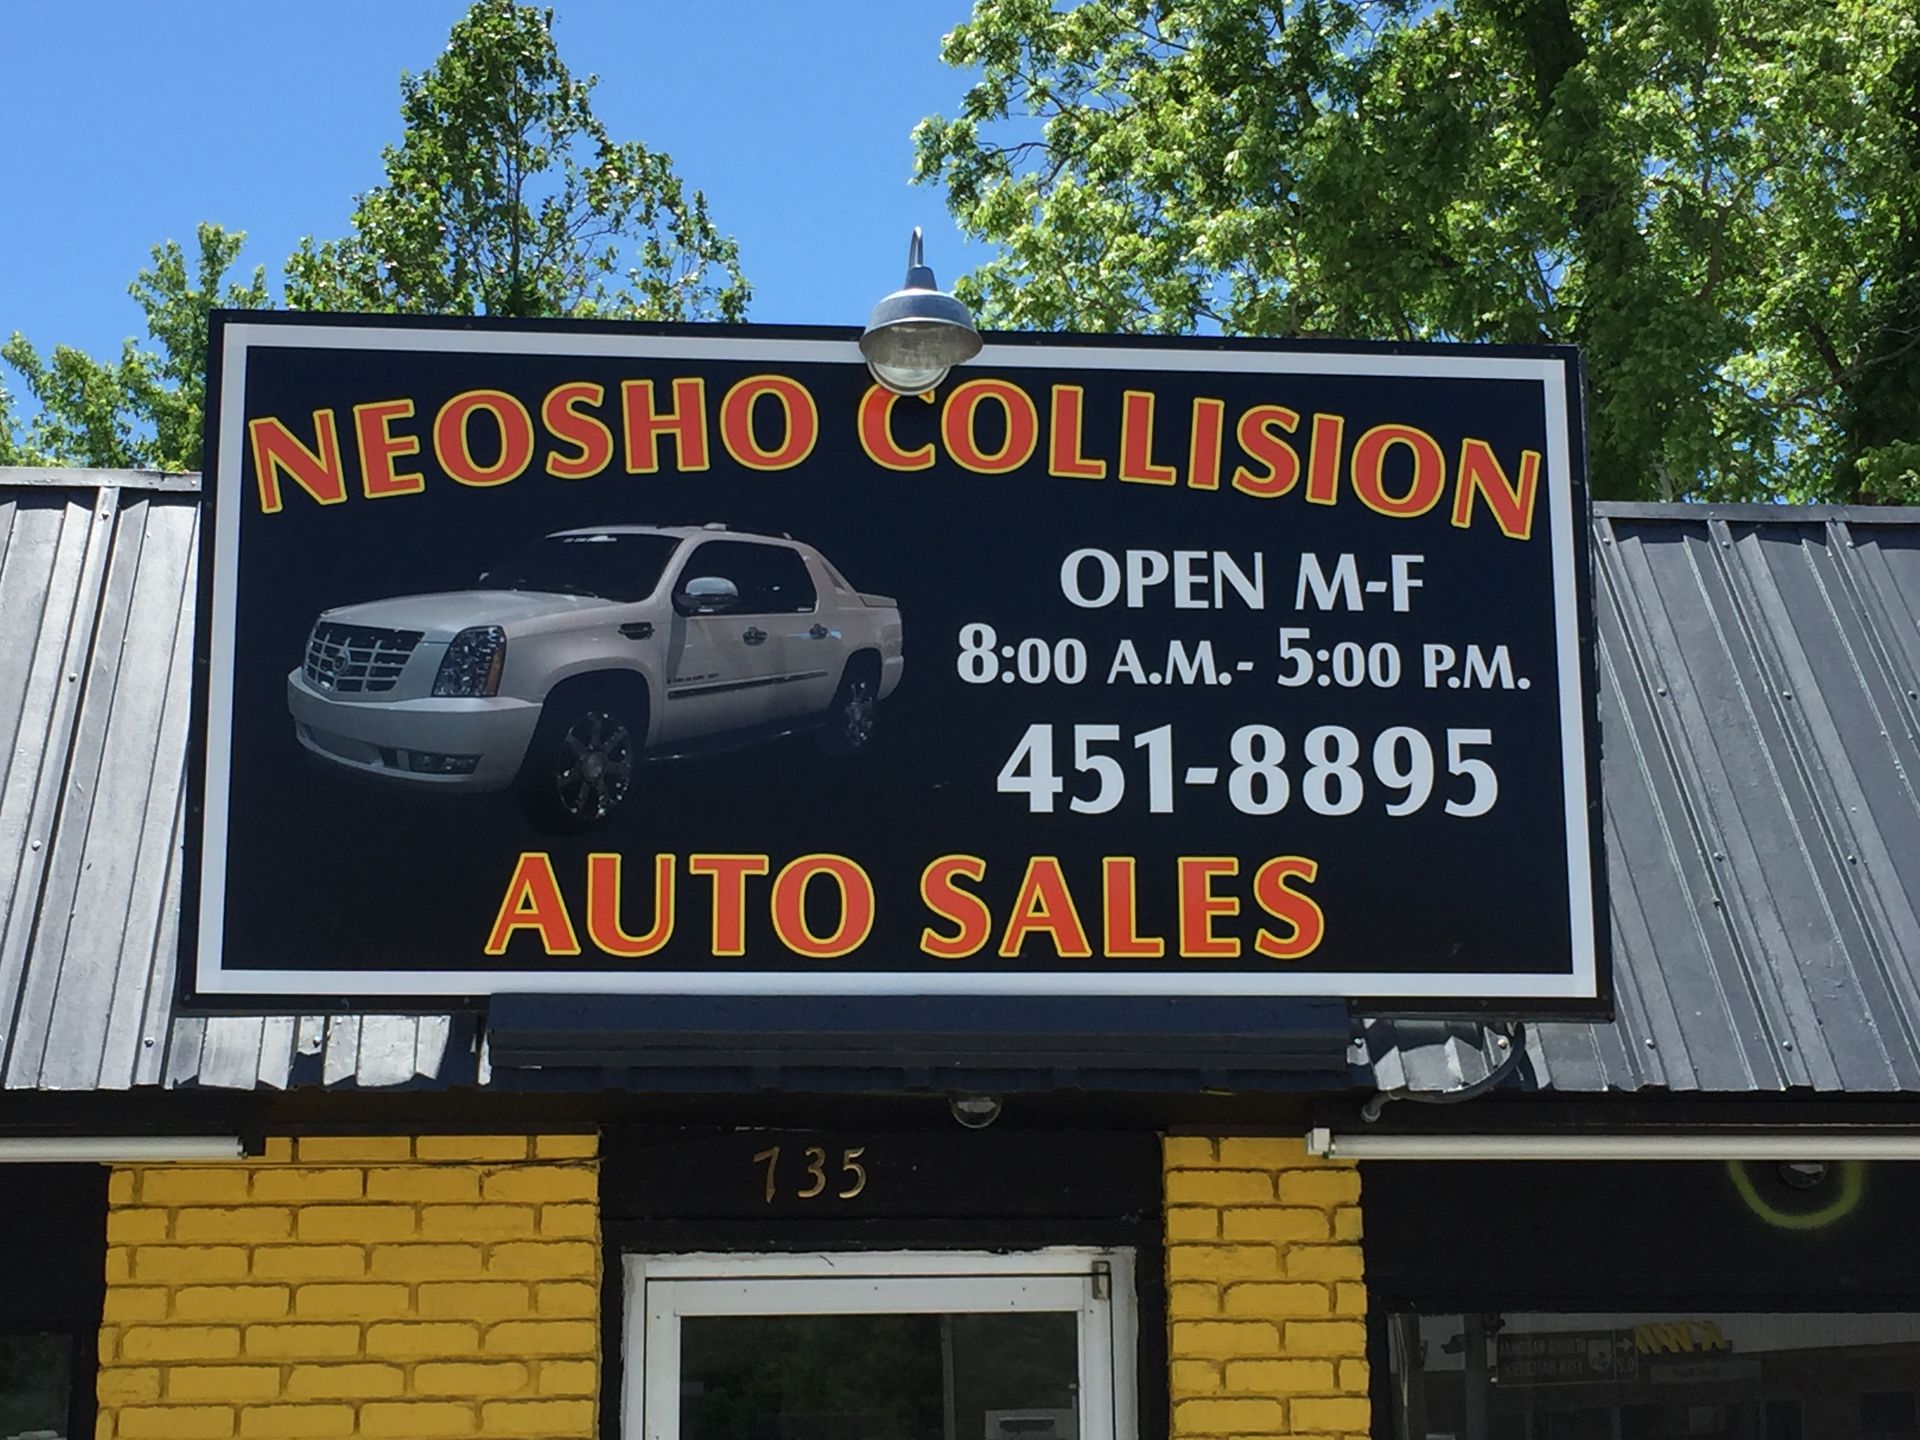 NEOSHO COLLISION
OPEN M-F
8:00 A.M.- 5:00 P.M.
451-8895
AUTO SALES
735